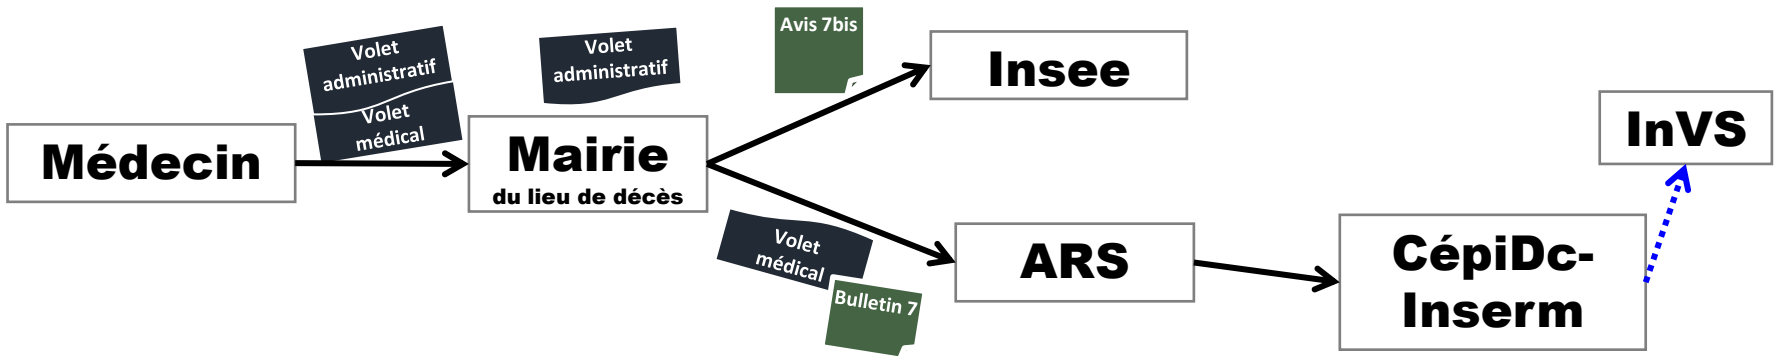 Médecin
Volet
administratif
Volet
médical
Volet
administratif
Mairie
du lieu de décès
Avis 7bis
Insee
Volet
médical
Bulletin 7
ARS
CépiDc-
Inserm
InVS